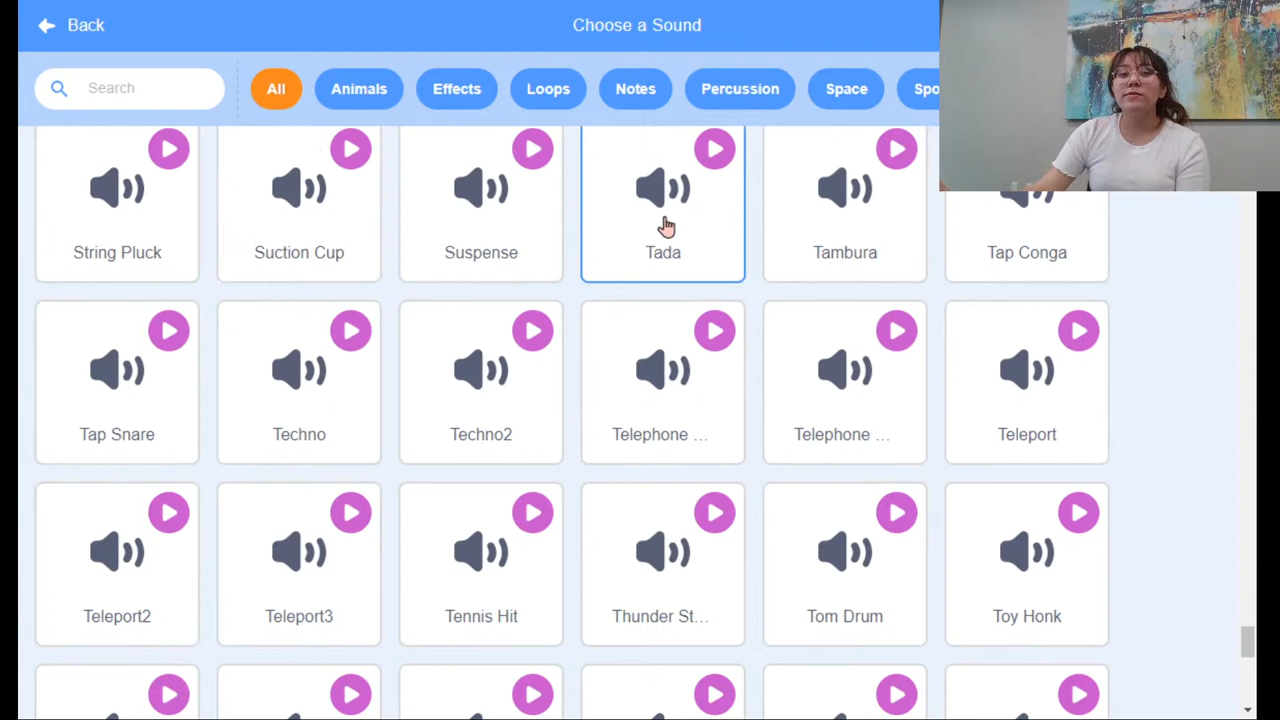 Back
Choose a Sound
Search
All
Animals
Effects
Loops
Notes
Percussion
Space
Spo
String Pluck
Suction Cup
Suspense
Tada
Tambura
Tap Conga
Tap Snare
Techno
Techno2
Telephone ...
Telephone ...
Teleport
Teleport2
Teleport3
Tennis Hit
Thunder St...
Tom Drum
Toy Honk